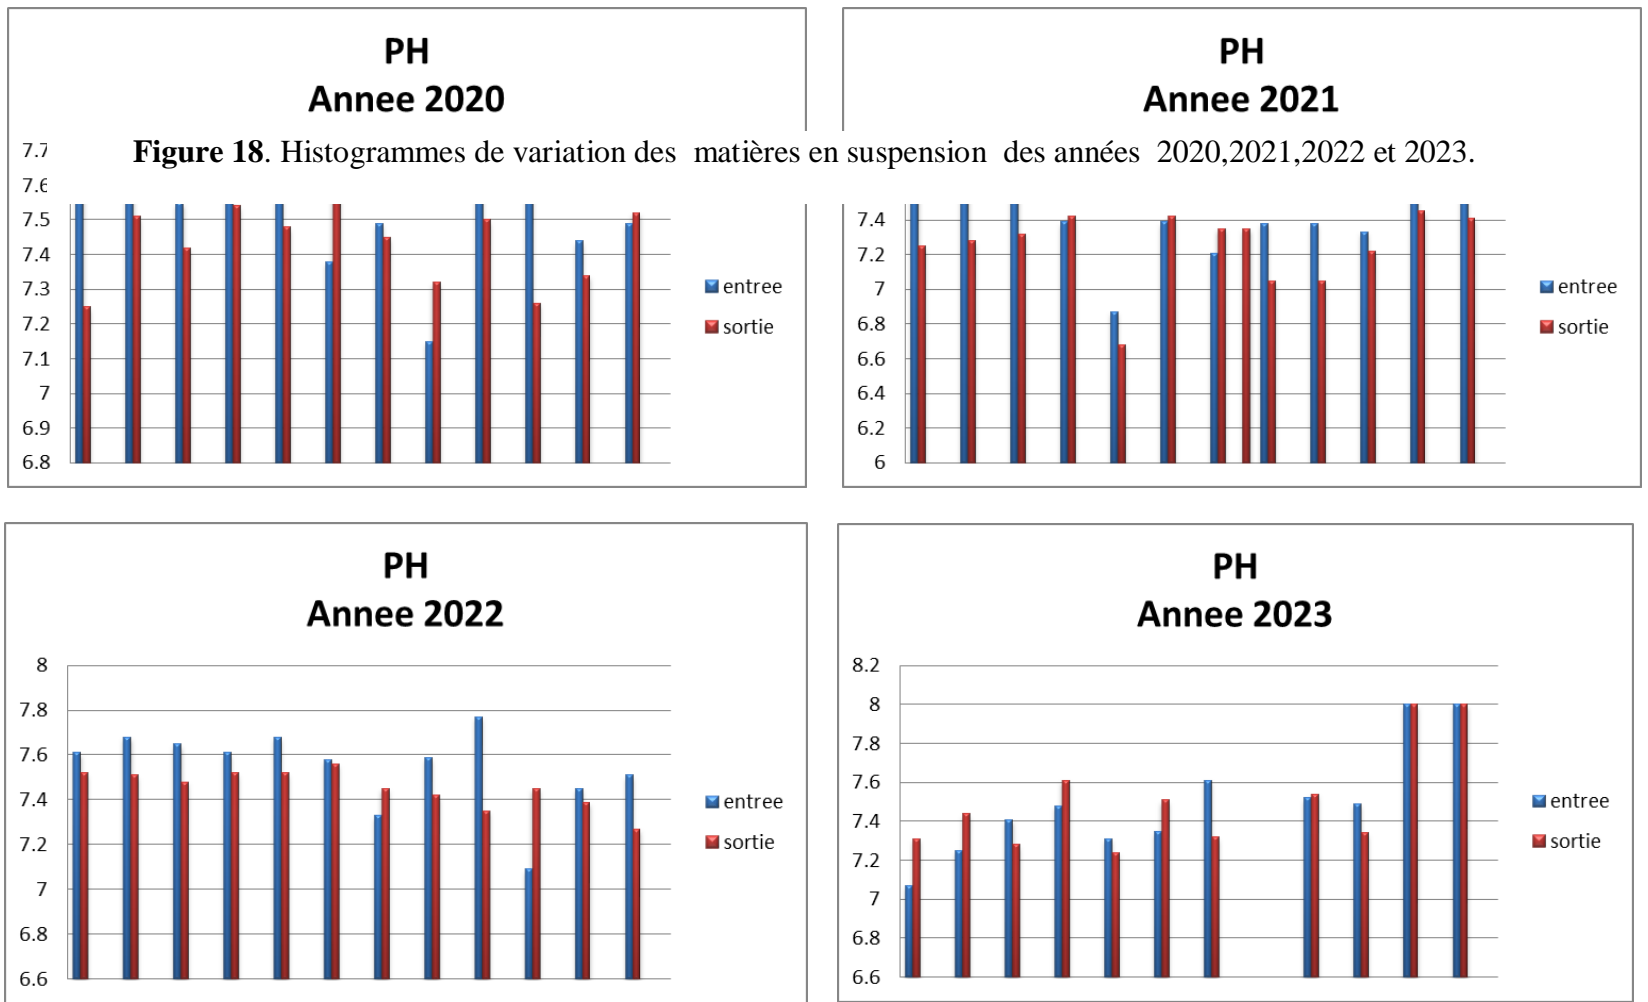 PH
Annee 2020
PH
Annee 2021
Figure 18. Histogrammes de variation des matières en suspension des années 2020,2021,2022 et 2023.
7.7
7.6
7.5
7.4
7.3
7.2
7.1
7
6.9
6.8
entree
sortie
7.4
7.2
7
6.8
6.6
6.4
6.2
6
entree
sortie
PH
Annee 2022
8
7.8
7.6
7.4
7.2
7
6.8
6.6
entree
sortie
PH
Annee 2023
8.2
8
7.8
7.6
7.4
7.2
7
6.8
6.6
entree
sortie